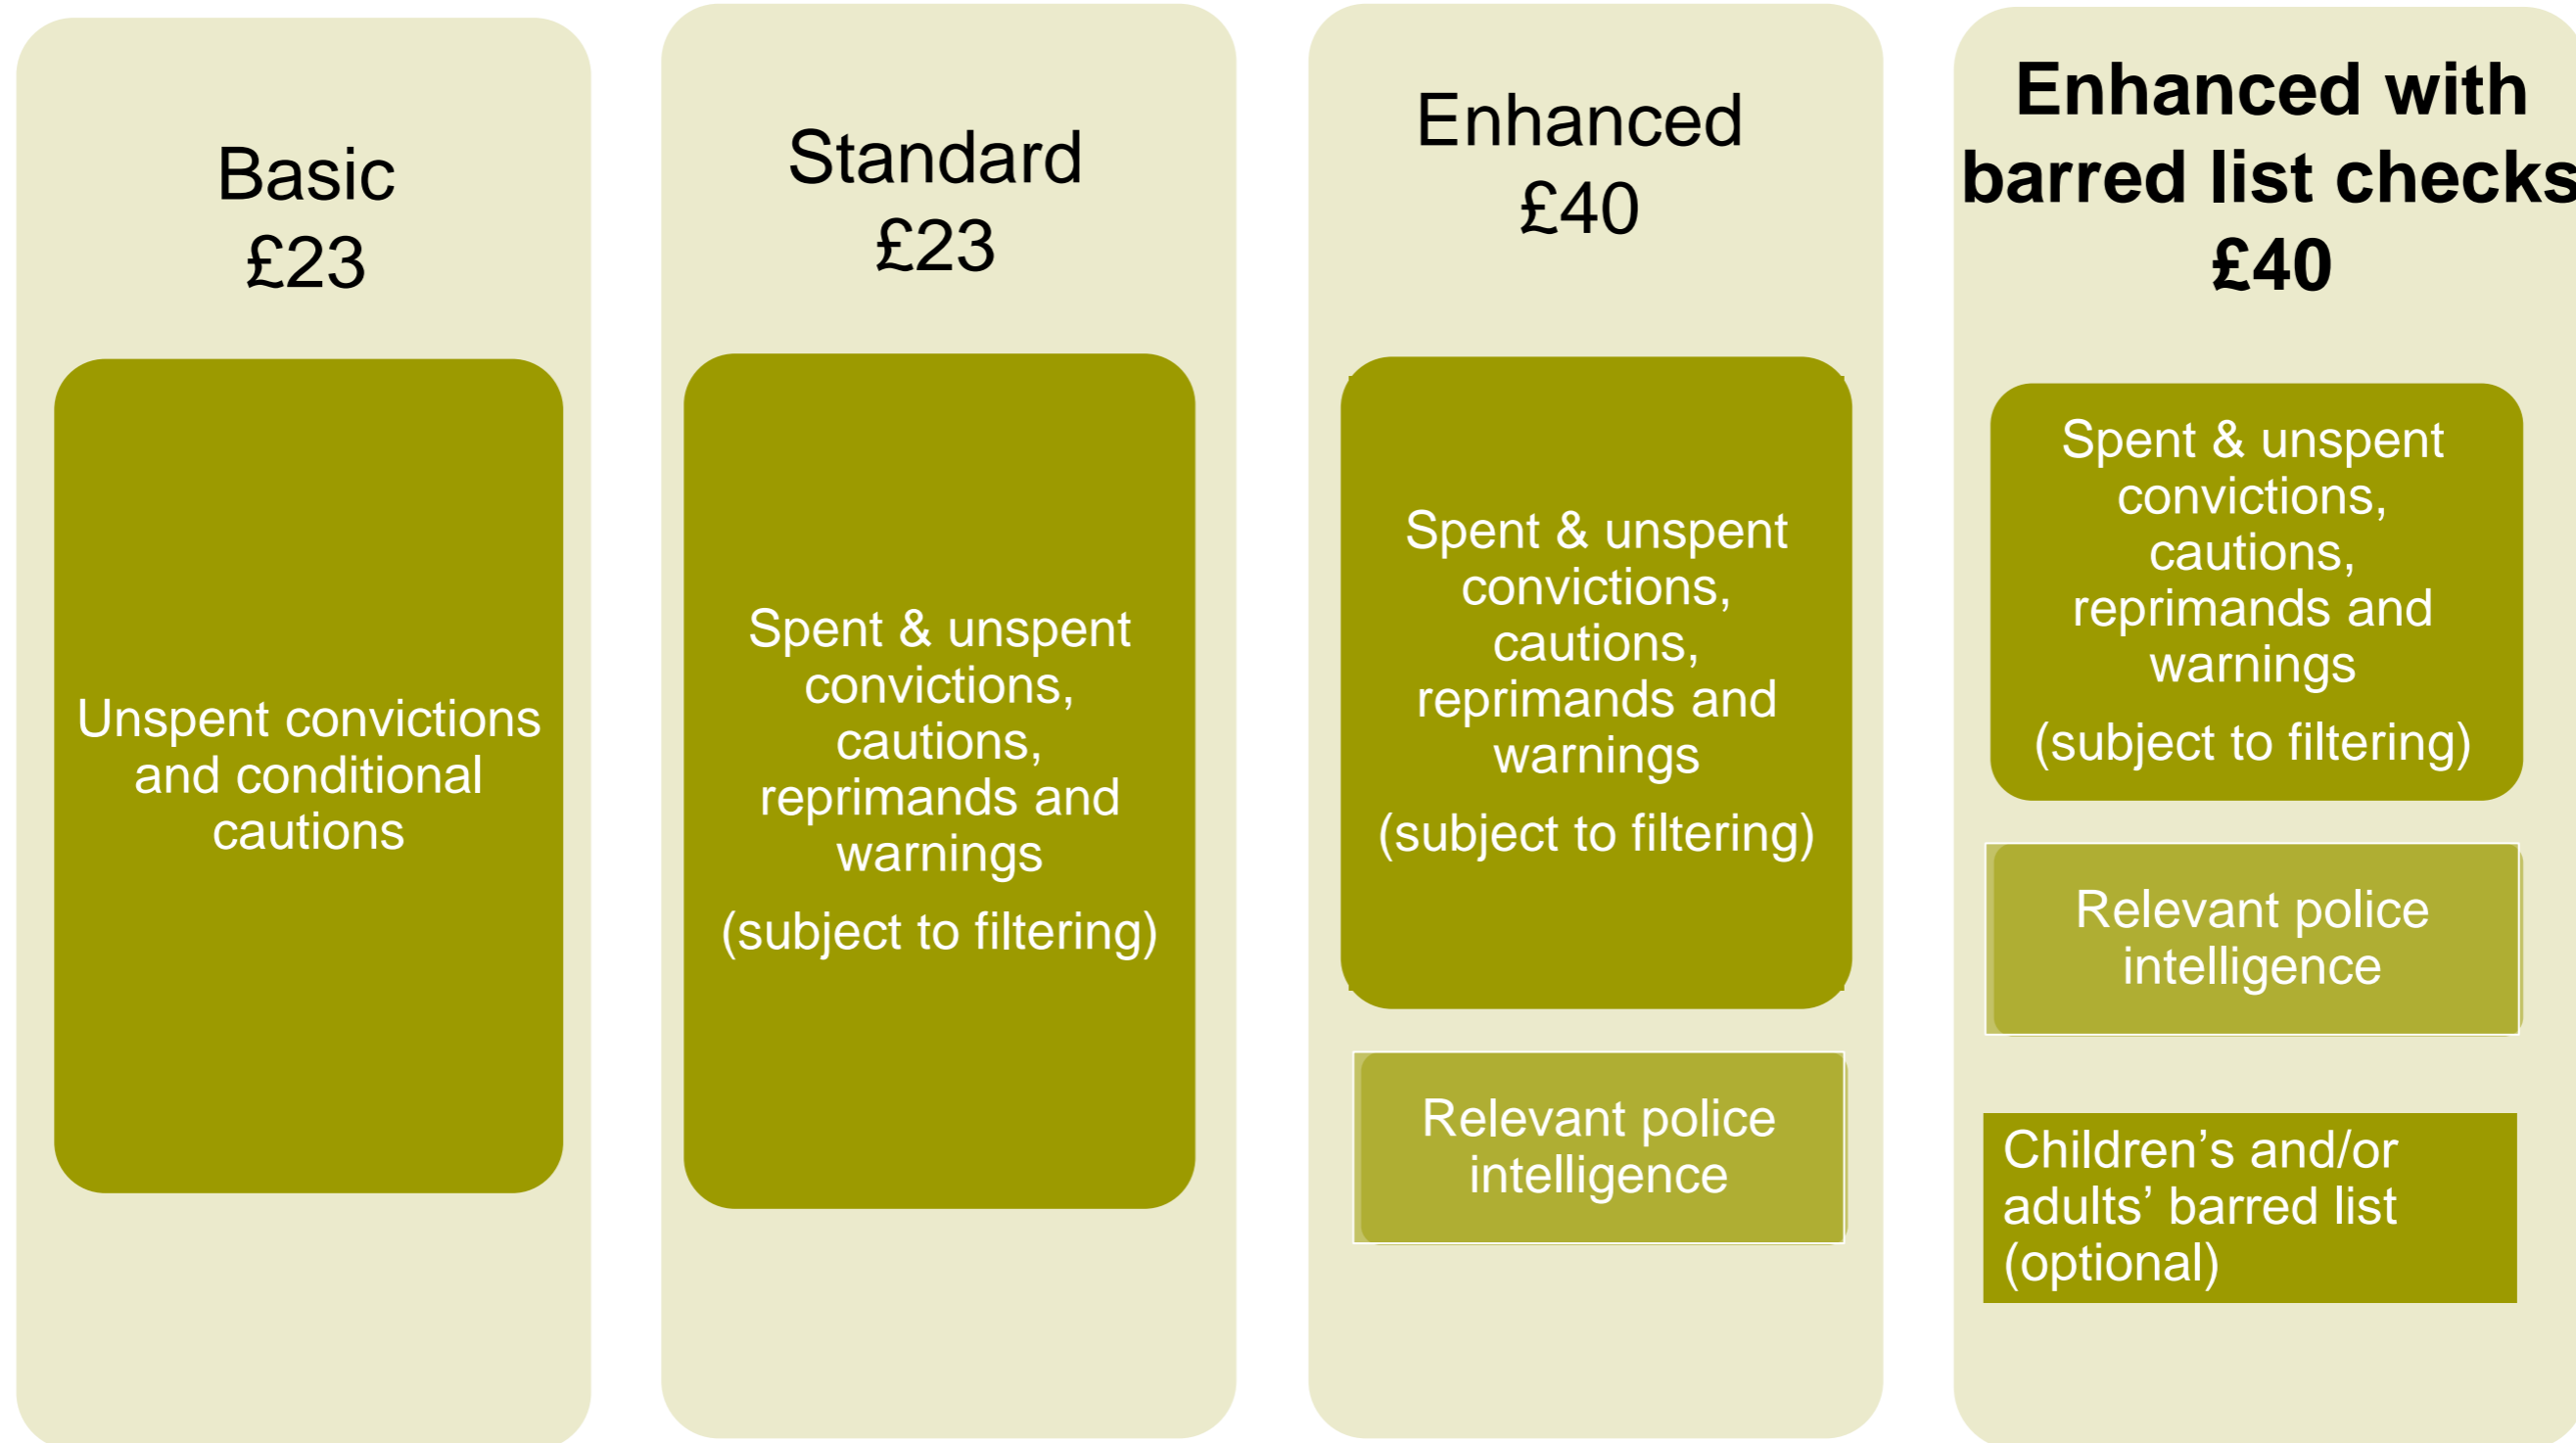 Basic
£23
Unspent convictions
and conditional
cautions
Standard
£23
Spent & unspent
convictions,
cautions,
reprimands and
warnings
(subject to filtering)
Enhanced
£40
Spent & unspent
convictions,
cautions,
reprimands and
warnings
(subject to filtering)
Relevant police
intelligence
Enhanced with
barred list checks
£40
Spent & unspent
convictions,
cautions,
reprimands and
warnings
(subject to filtering)
Relevant police
intelligence
Children’s and/or
adults’ barred list
(optional)